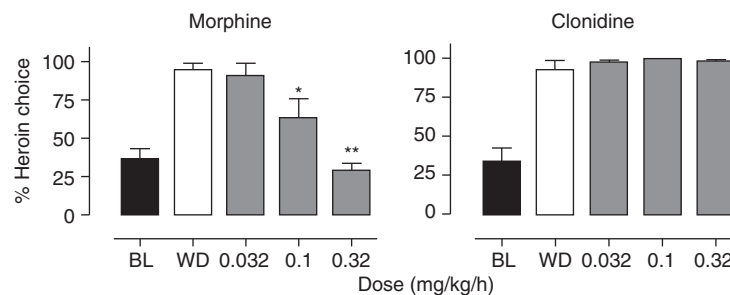 Morphine
Clonidine
% Heroin choice
100
75
50
25
0
*
**
BL WD 0.032 0.1 0.32
100
75
50
25
0
BL WD 0.032 0.1 0.32
Dose (mg/kg/h)